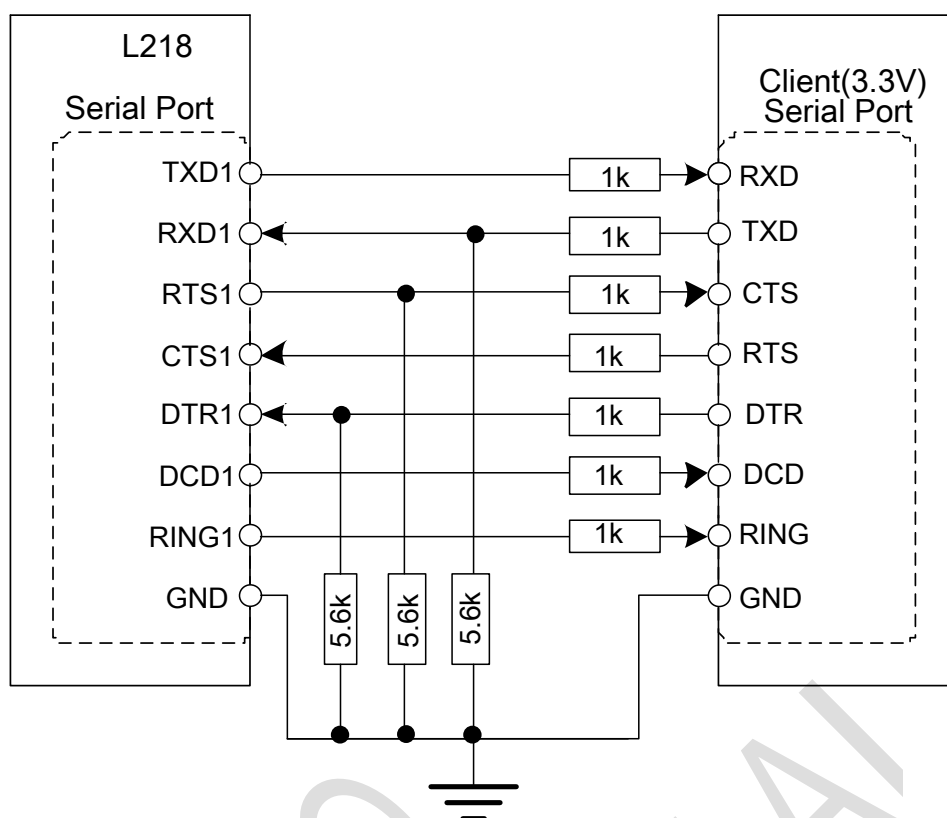 L218
Serial Port
Client(3.3V)
Serial Port
TXD1 1k RXD
RXD1 1k TXD
RTS1 1k CTS
CTS1 1k RTS
DTR1 1k DTR
DCD1 1k DCD
RING1 1k RING
GND 5.6k 5.6k 5.6k GND